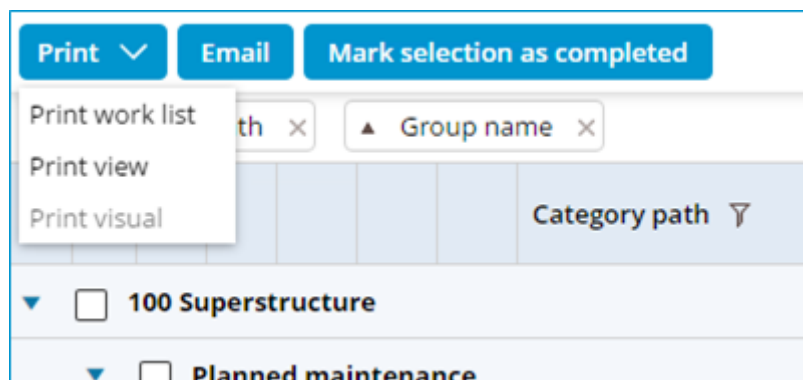 Print Email Mark selection as completed
Print work list
th × ▲ Group name ×
Print view
Print visual
Category path
100 Superstructure
Planned maintenance